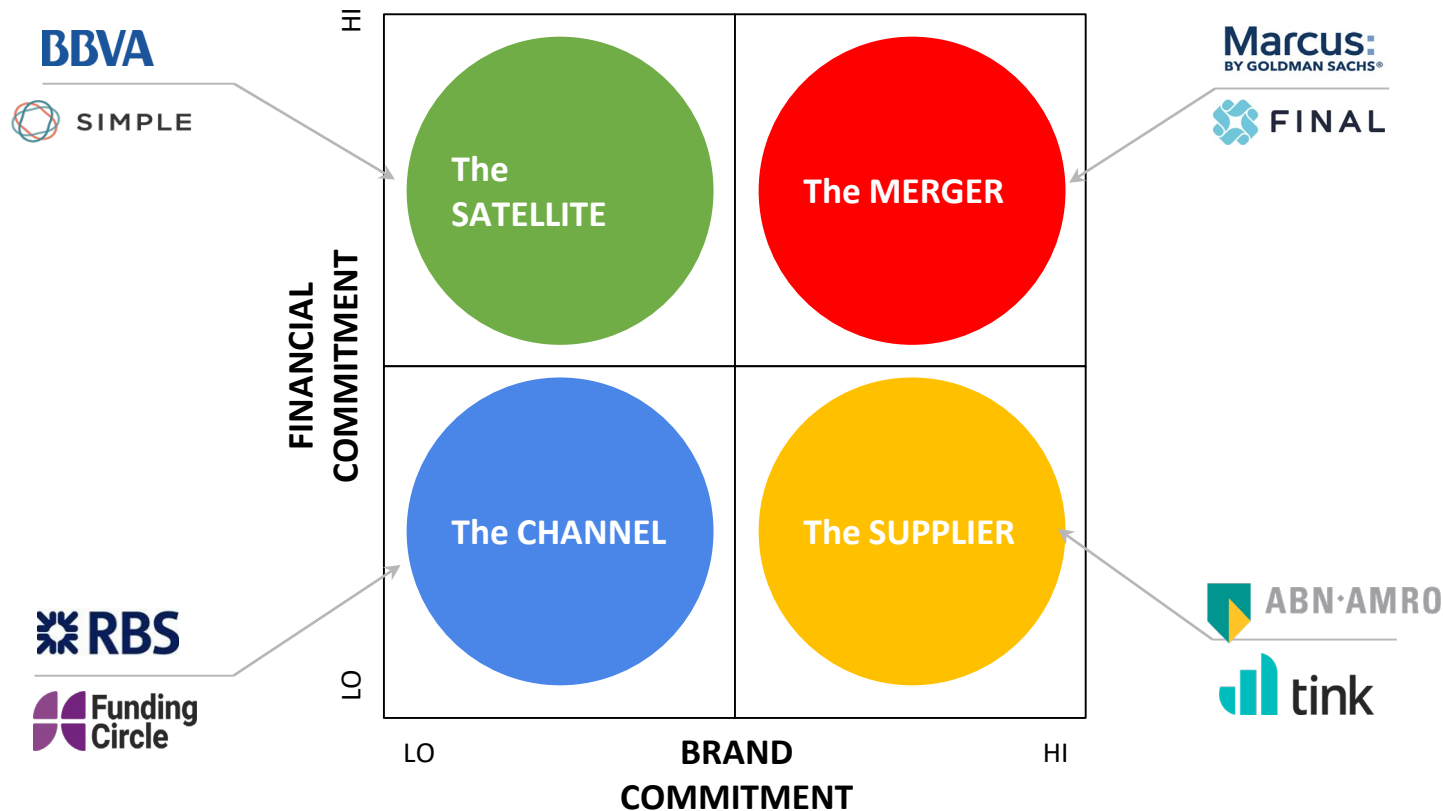 HI
BBVA
SIMPLE
Marcus:
BY GOLDMAN SACHS®
FINAL
The
SATELLITE
The MERGER
FINANCIAL
COMMITMENT
The CHANNEL
The SUPPLIER
RBS
Funding
Circle
ABN·AMRO
tink
LO
LO
BRAND
COMMITMENT
HI